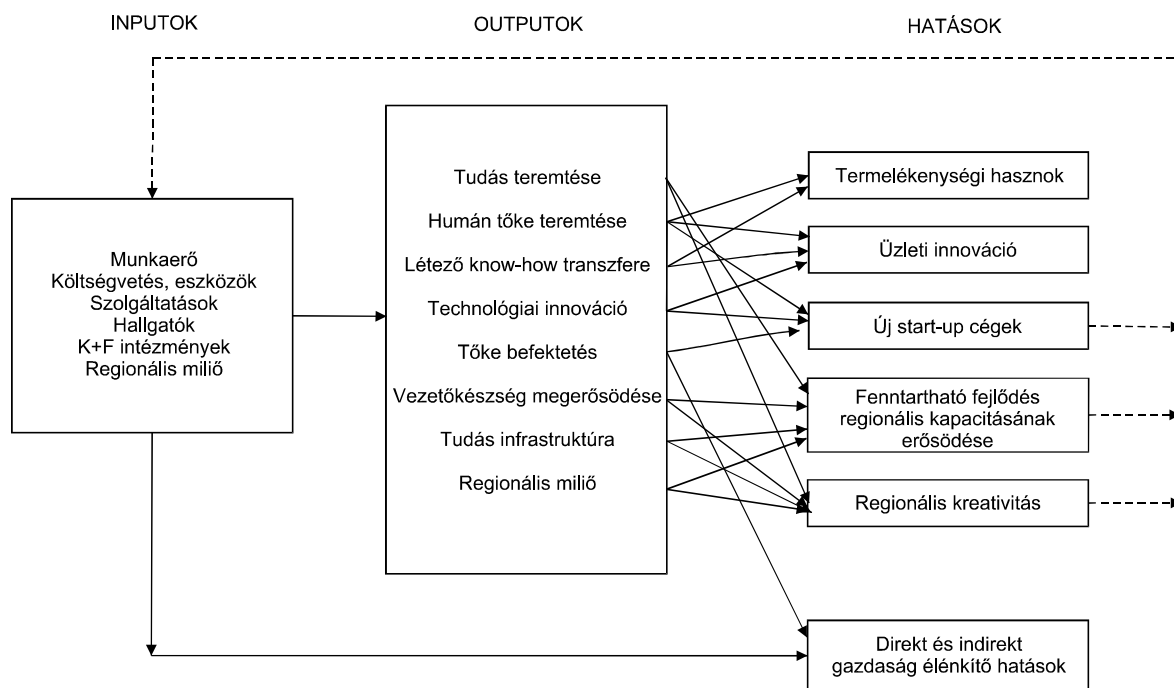 INPUTOK
OUTPUTOK
HATÁSOK
Munkaerő
Költségvetés, eszközök
Szolgáltatások
Hallgatók
K+F intézmények
Regionális milió
Tudás teremtése
Humán tőke teremtése
Létező know-how transzfere
Technológiai innováció
Tőke befektetés
Vezetőkészség megerősödése
Tudás infrastruktúra
Regionális milió
Termelékenységi hasznok
Üzleti innováció
Új start-up cégek
Fenntartható fejlődés
regionális kapacitásának
erősödése
Regionális kreativitás
Direkt és indirekt
gazdaság élénkítő hatások